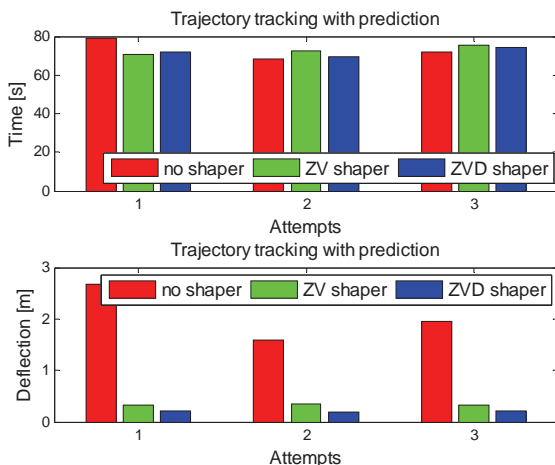 Trajectory tracking with prediction
80
60
40
20
0
Time [s]
no shaper ZV shaper ZVD shaper
1 2 3
Attempts
Trajectory tracking with prediction
3
2
1
0
Deflection [m]
no shaper ZV shaper ZVD shaper
1 2 3
Attempts